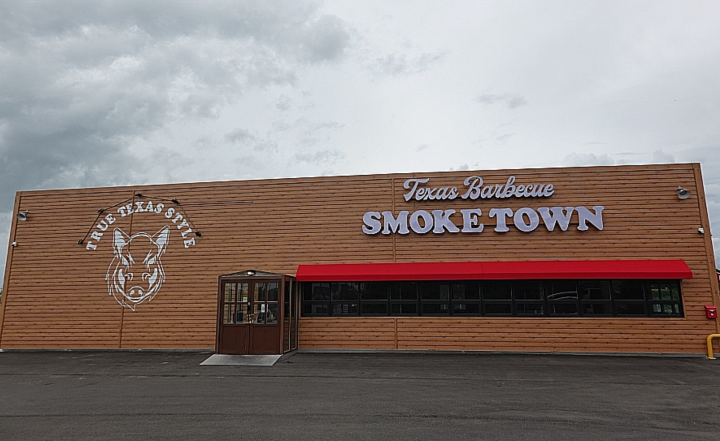 TRUE TEXAS STYLE
Texas Barbecue
SMOKE TOWN